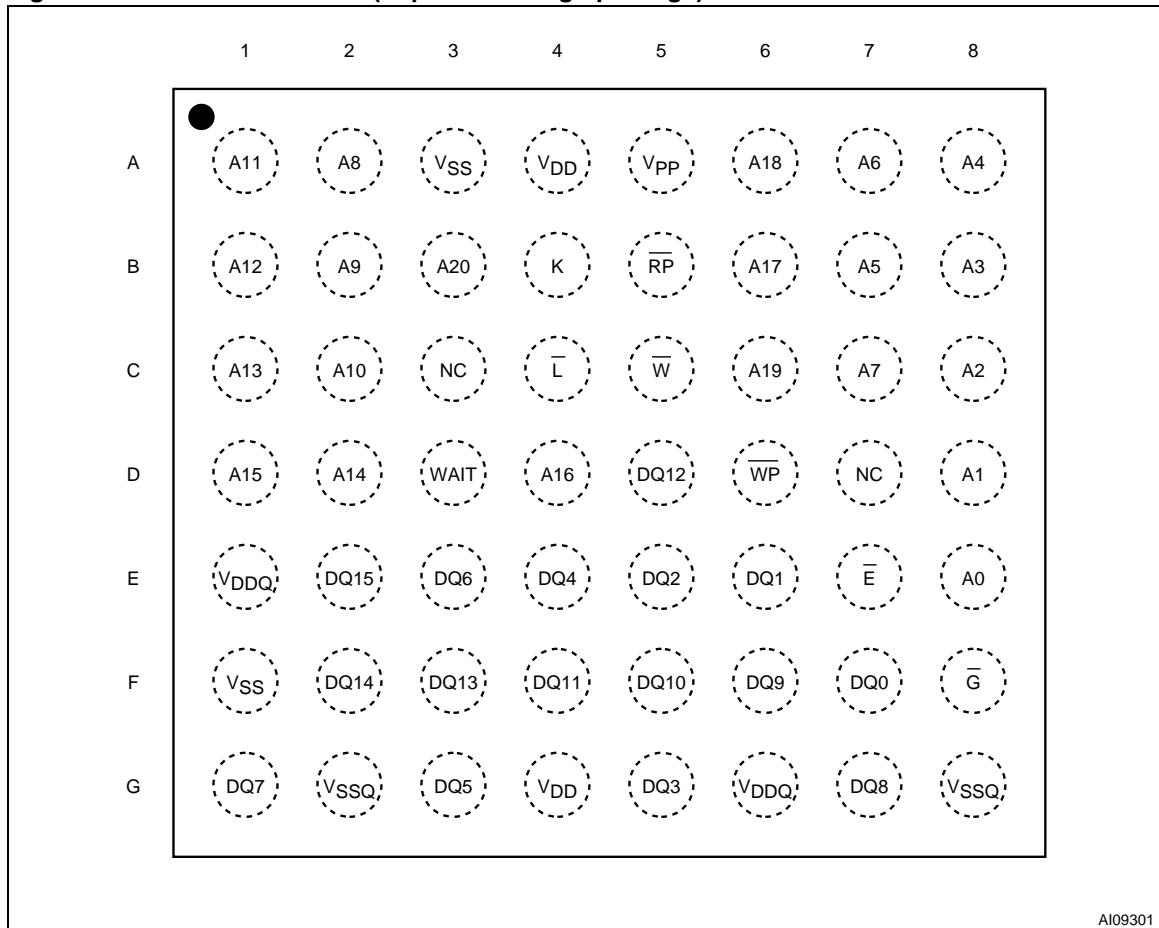 1 2 3 4 5 6 7 8
A A11 A8 VSS VDD VPP A18 A6 A4
B A12 A9 A20 K R̅P̅ A17 A5 A3
C A13 A10 NC L̅ W̅ A19 A7 A2
D A15 A14 WAIT A16 DQ12 W̅P̅ NC A1
E VDDQ DQ15 DQ6 DQ4 DQ2 DQ1 E̅ A0
F VSS DQ14 DQ13 DQ11 DQ10 DQ9 DQ0 G̅
G DQ7 VSSQ DQ5 VDD DQ3 VDDQ DQ8 VSSQ
AI09301